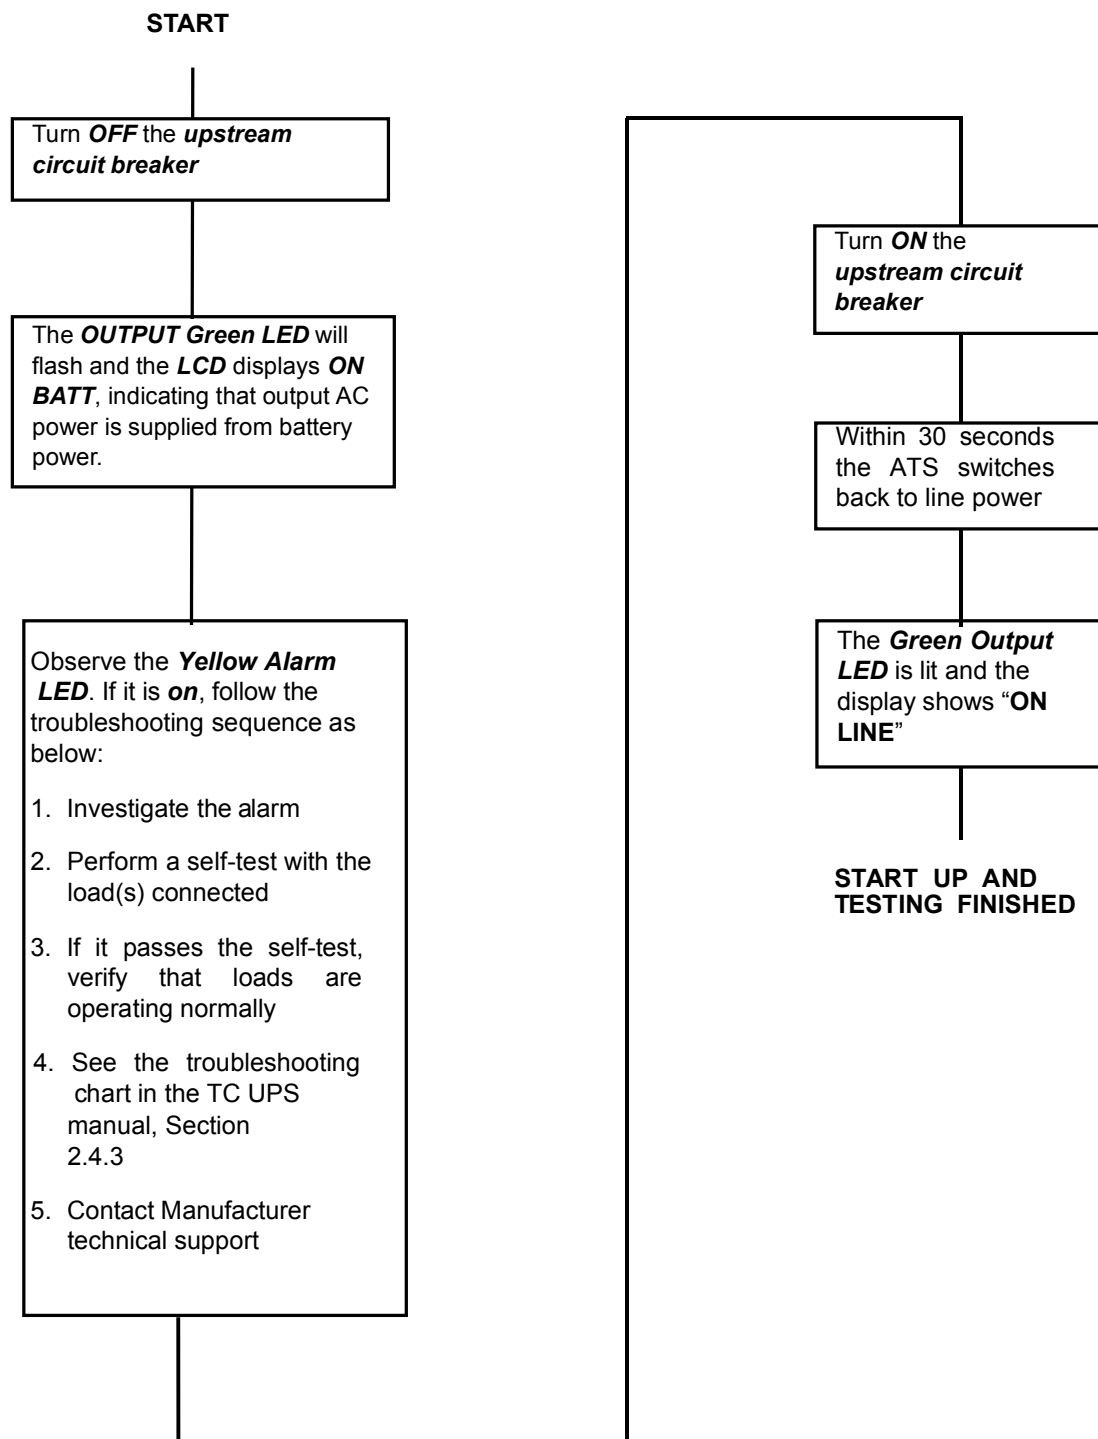 START
Turn OFF the upstream
circuit breaker
The OUTPUT Green LED will
flash and the LCD displays ON
BATT, indicating that output AC
power is supplied from battery
power.
Observe the Yellow Alarm
LED. If it is on, follow the
troubleshooting sequence as
below:
1. Investigate the alarm
2. Perform a self-test with the
load(s) connected
3. If it passes the self-test,
verify that loads are
operating normally
4. See the troubleshooting
chart in the TC UPS
manual, Section
2.4.3
5. Contact Manufacturer
technical support
Turn ON the
upstream circuit
breaker
Within 30 seconds
the ATS switches
back to line power
The Green Output
LED is lit and the
display shows “ON
LINE”
START UP AND
TESTING FINISHED